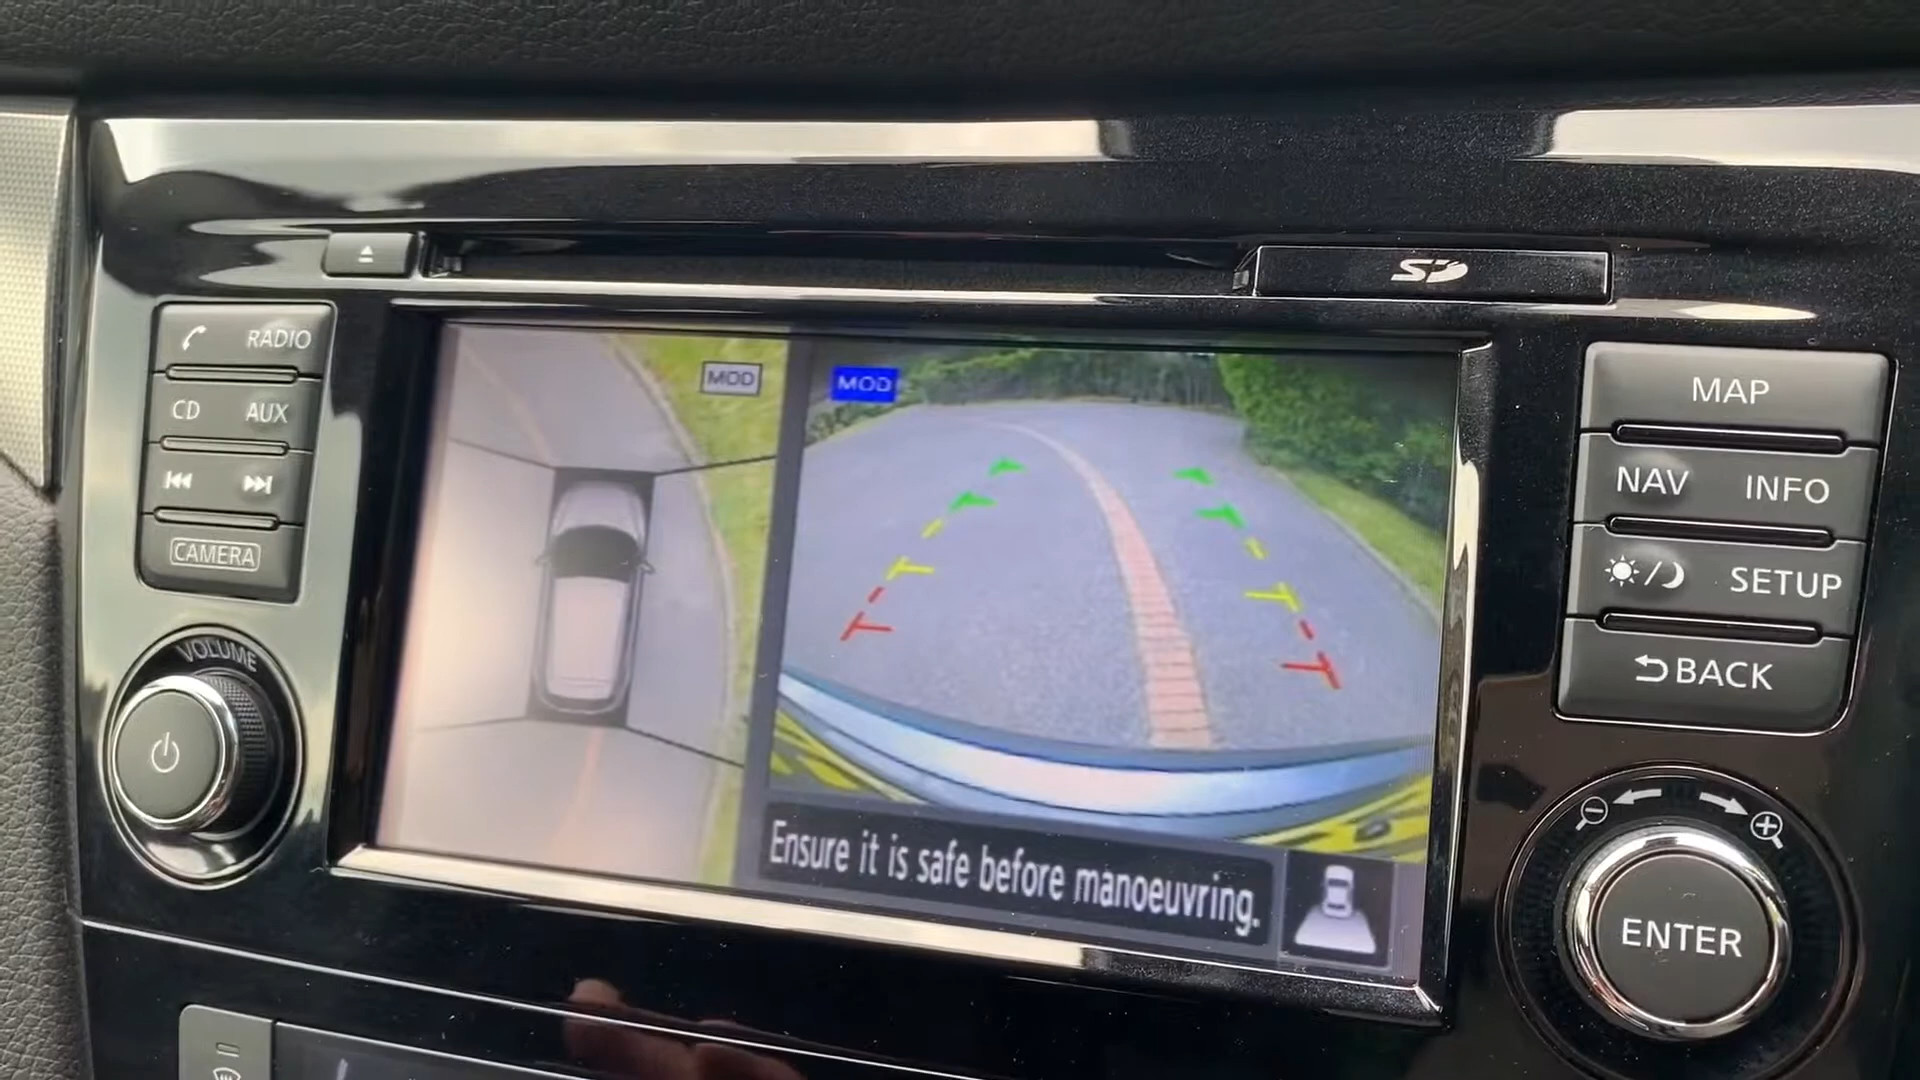 SD
RADIO
CD AUX
CAMERA
VOLUME
MOD
MOD
Ensure it is safe before manoeuvring.
MAP
NAV INFO
SETUP
BACK
ENTER